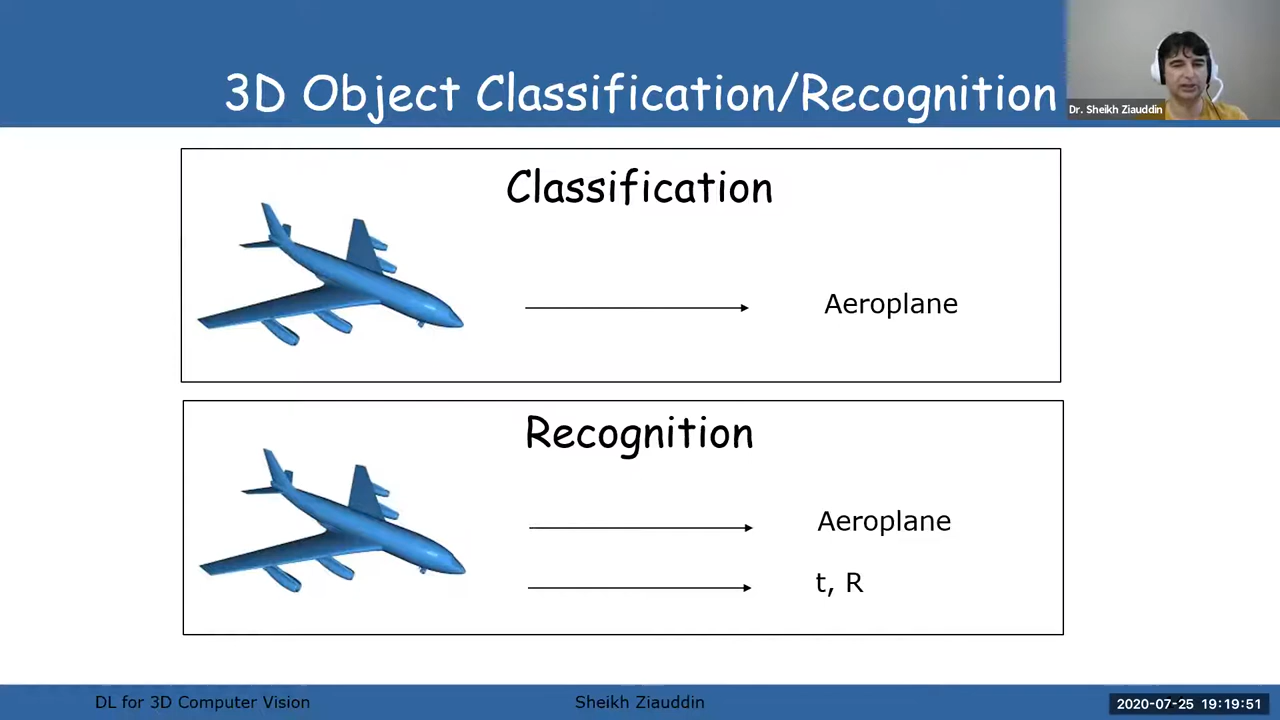 3D Object Classification/Recognition
Dr. Sheikh Ziauddin
Classification
Aeroplane
Recognition
Aeroplane
t, R
DL for 3D Computer Vision
Sheikh Ziauddin
2020-07-25 19:19:51